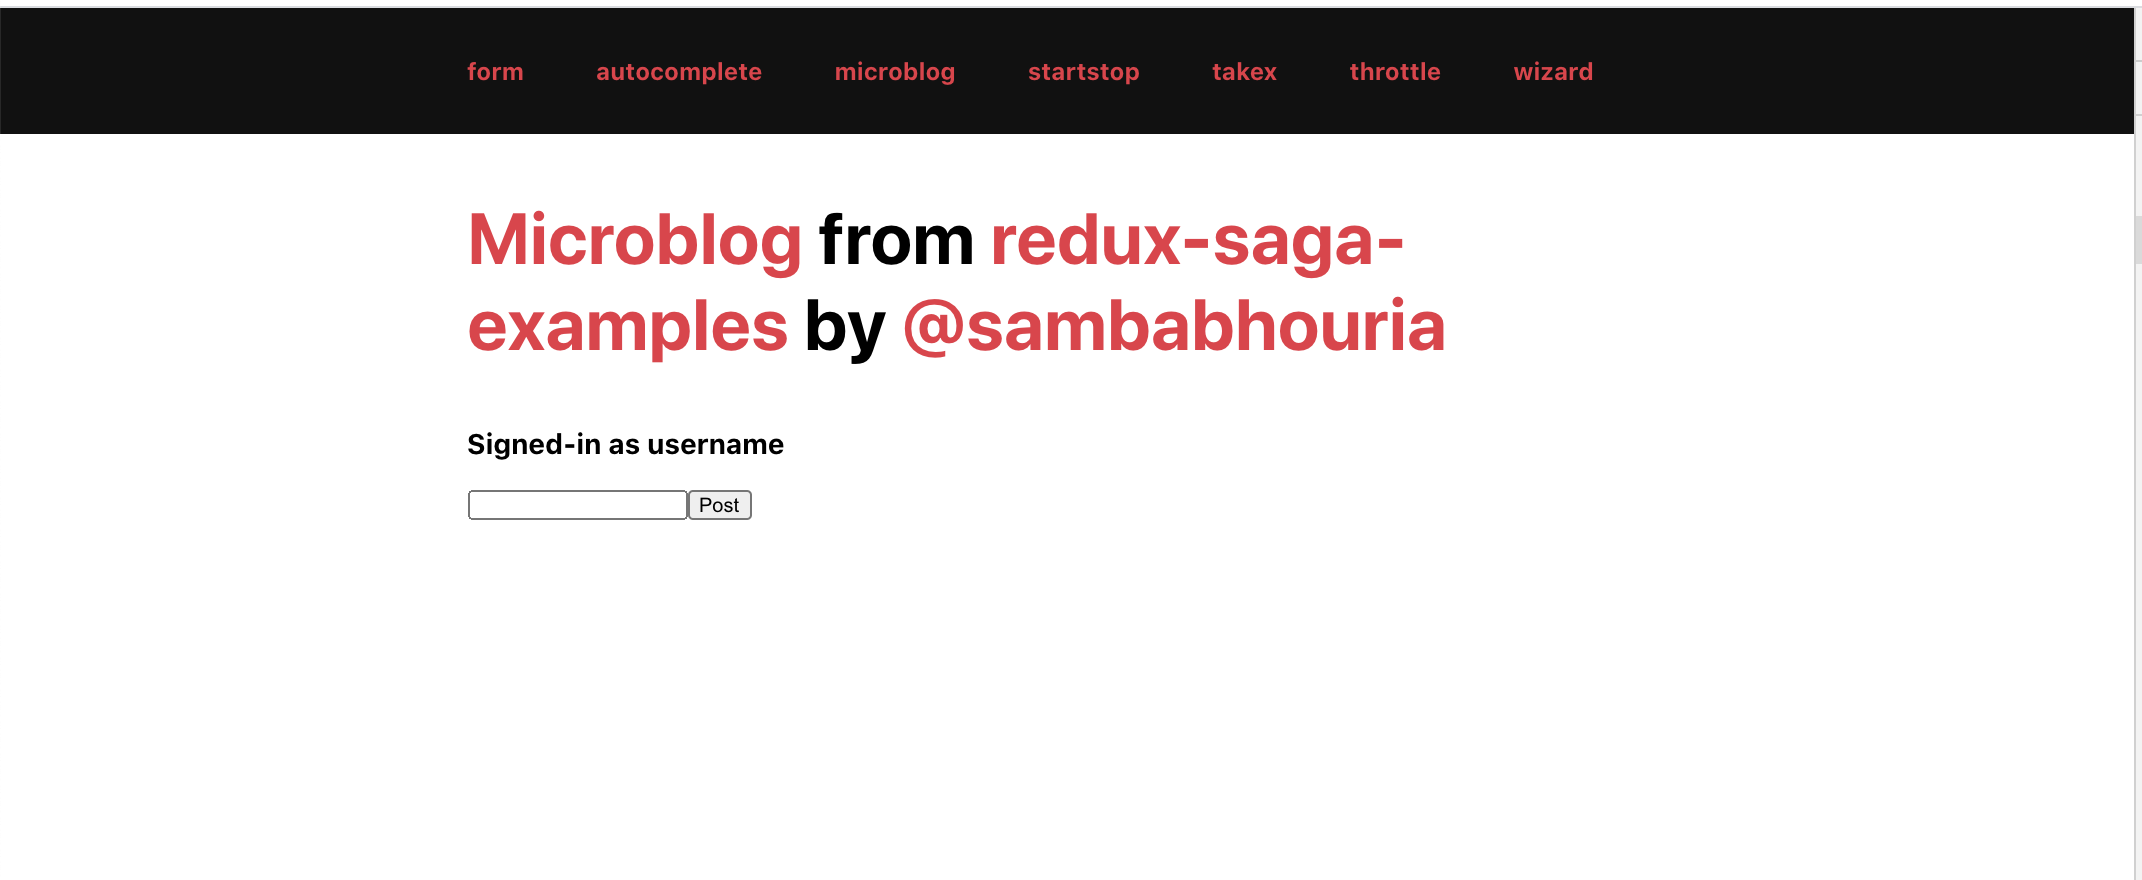 form autocomplete microblog startstop takex throttle wizard
Microblog from redux-saga-
examples by @sambabhouria
Signed-in as username
Post